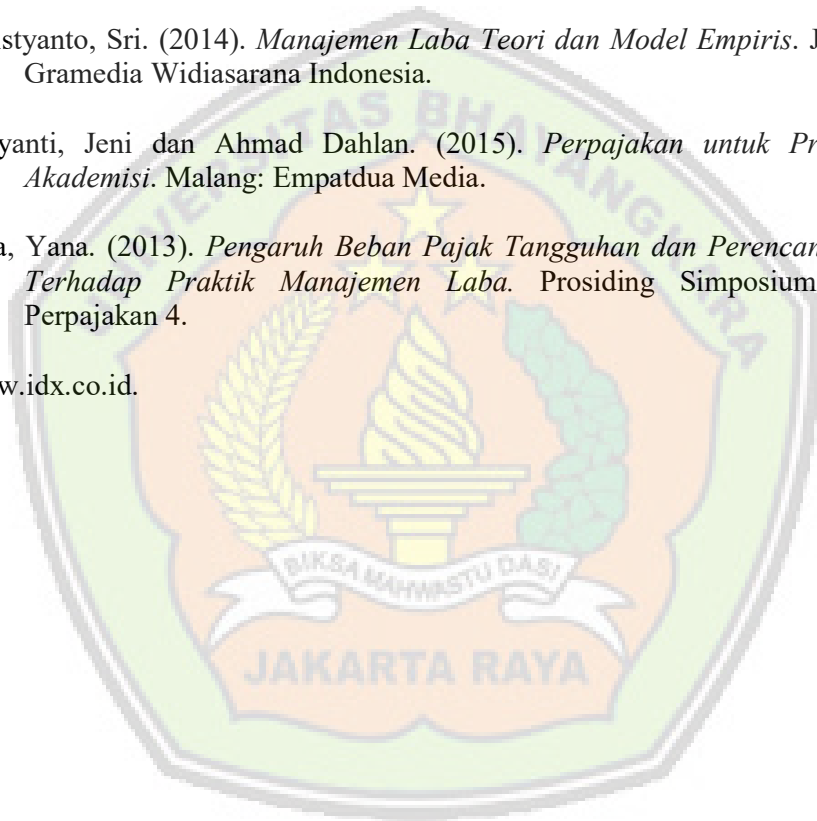 styanto, Sri. (2014). Manajemen Laba Teori dan Model Empiris. J
Gramedia Widiasarana Indonesia.
yanti, Jeni dan Ahmad Dahlan. (2015). Perpajakan untuk Pr
Akademisi. Malang: Empatdua Media.
a, Yana. (2013). Pengaruh Beban Pajak Tangguhan dan Perencan
Terhadap Praktik Manajemen Laba. Prosiding Simposium
Perpajakan 4.
w.idx.co.id.
UNIVERSITAS BHAYANGKARA
BIKSA MAHWASTU DASI
JAKARTA RAYA